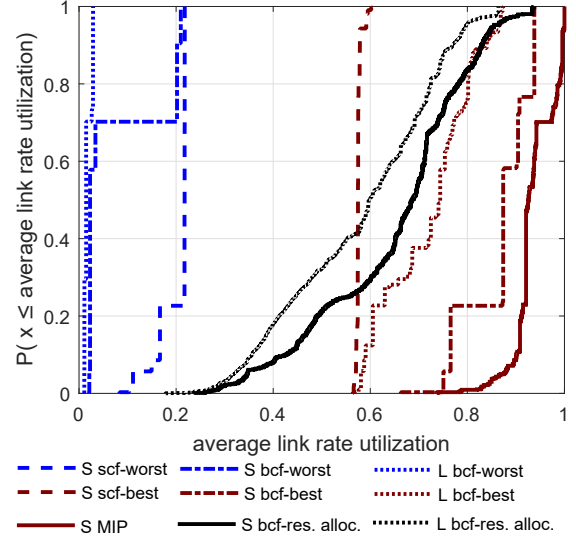 1
0.8
0.6
0.4
0.2
0
P( x ≤ average link rate utilization)
0 0.2 0.4 0.6 0.8 1
average link rate utilization
S scf-worst S bcf-worst L bcf-worst
S scf-best S bcf-best L bcf-best
S MIP S bcf-res. alloc. L bcf-res. alloc.